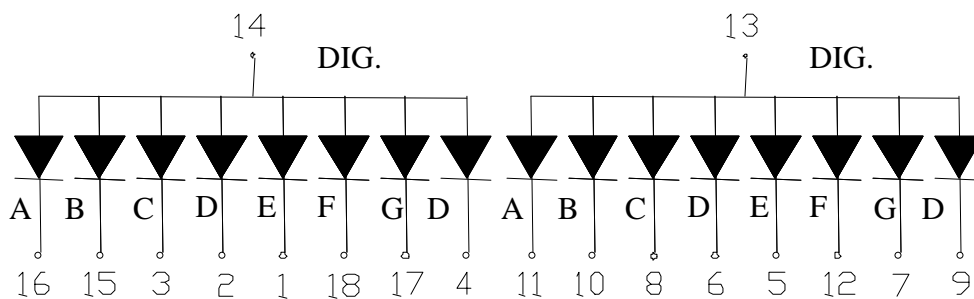 14 13
DIG. DIG.
A B C D E F G D A B C D E F G D
16 15 3 2 1 18 17 4 11 10 8 6 5 12 7 9